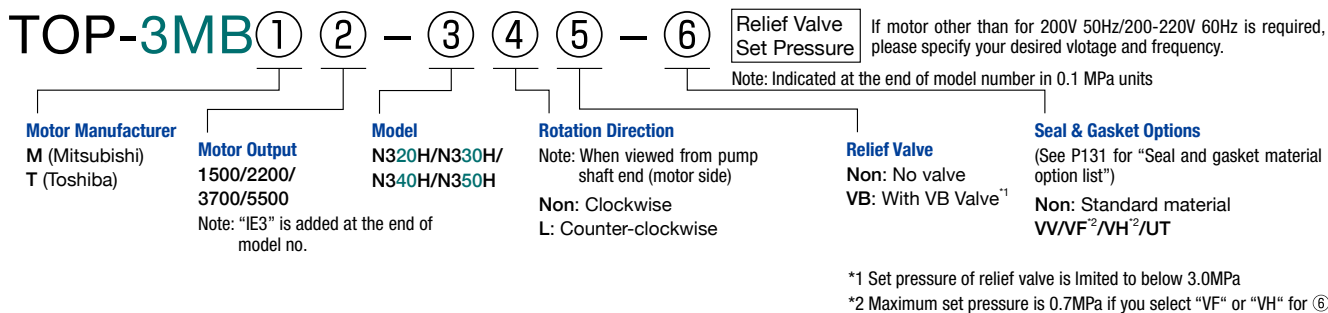 TOP-3MB① ② – ③ ④ ⑤ – ⑥
Relief Valve
Set Pressure
If motor other than for 200V 50Hz/200-220V 60Hz is required,
please specify your desired vlotage and frequency.
Note: Indicated at the end of model number in 0.1 MPa units
Motor Manufacturer
M (Mitsubishi)
T (Toshiba)
Motor Output
1500/2200/
3700/5500
Note: “IE3” is added at the end of
model no.
Model
N320H/N330H/
N340H/N350H
Rotation Direction
Note: When viewed from pump
shaft end (motor side)
Non: Clockwise
L: Counter-clockwise
Relief Valve
Non: No valve
VB: With VB Valve*1
Seal & Gasket Options
(See P131 for “Seal and gasket material
option list”)
Non: Standard material
VV/VF*2/VH*2/UT
*1 Set pressure of relief valve is lmited to below 3.0MPa
*2 Maximum set pressure is 0.7MPa if you select “VF“ or “VH“ for ⑥